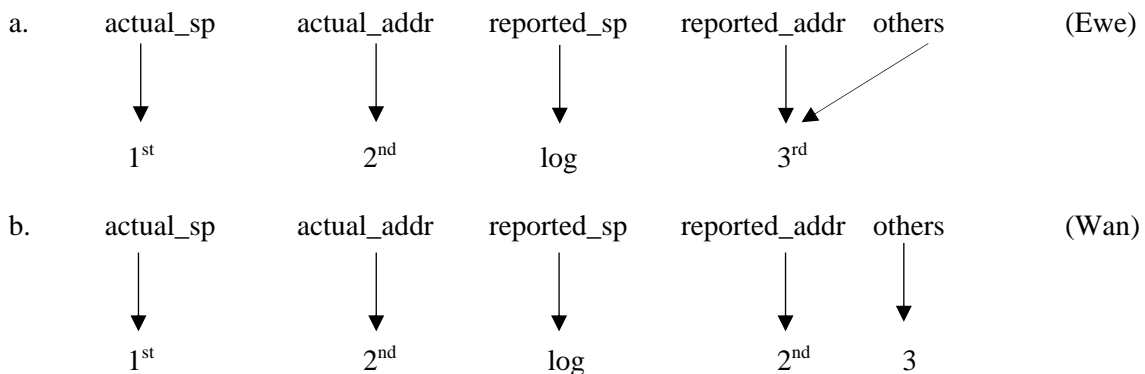 a. actual_sp actual_addr reported_sp reported_addr others (Ewe)
1st 2nd log 3rd
b. actual_sp actual_addr reported_sp reported_addr others (Wan)
1st 2nd log 2nd 3